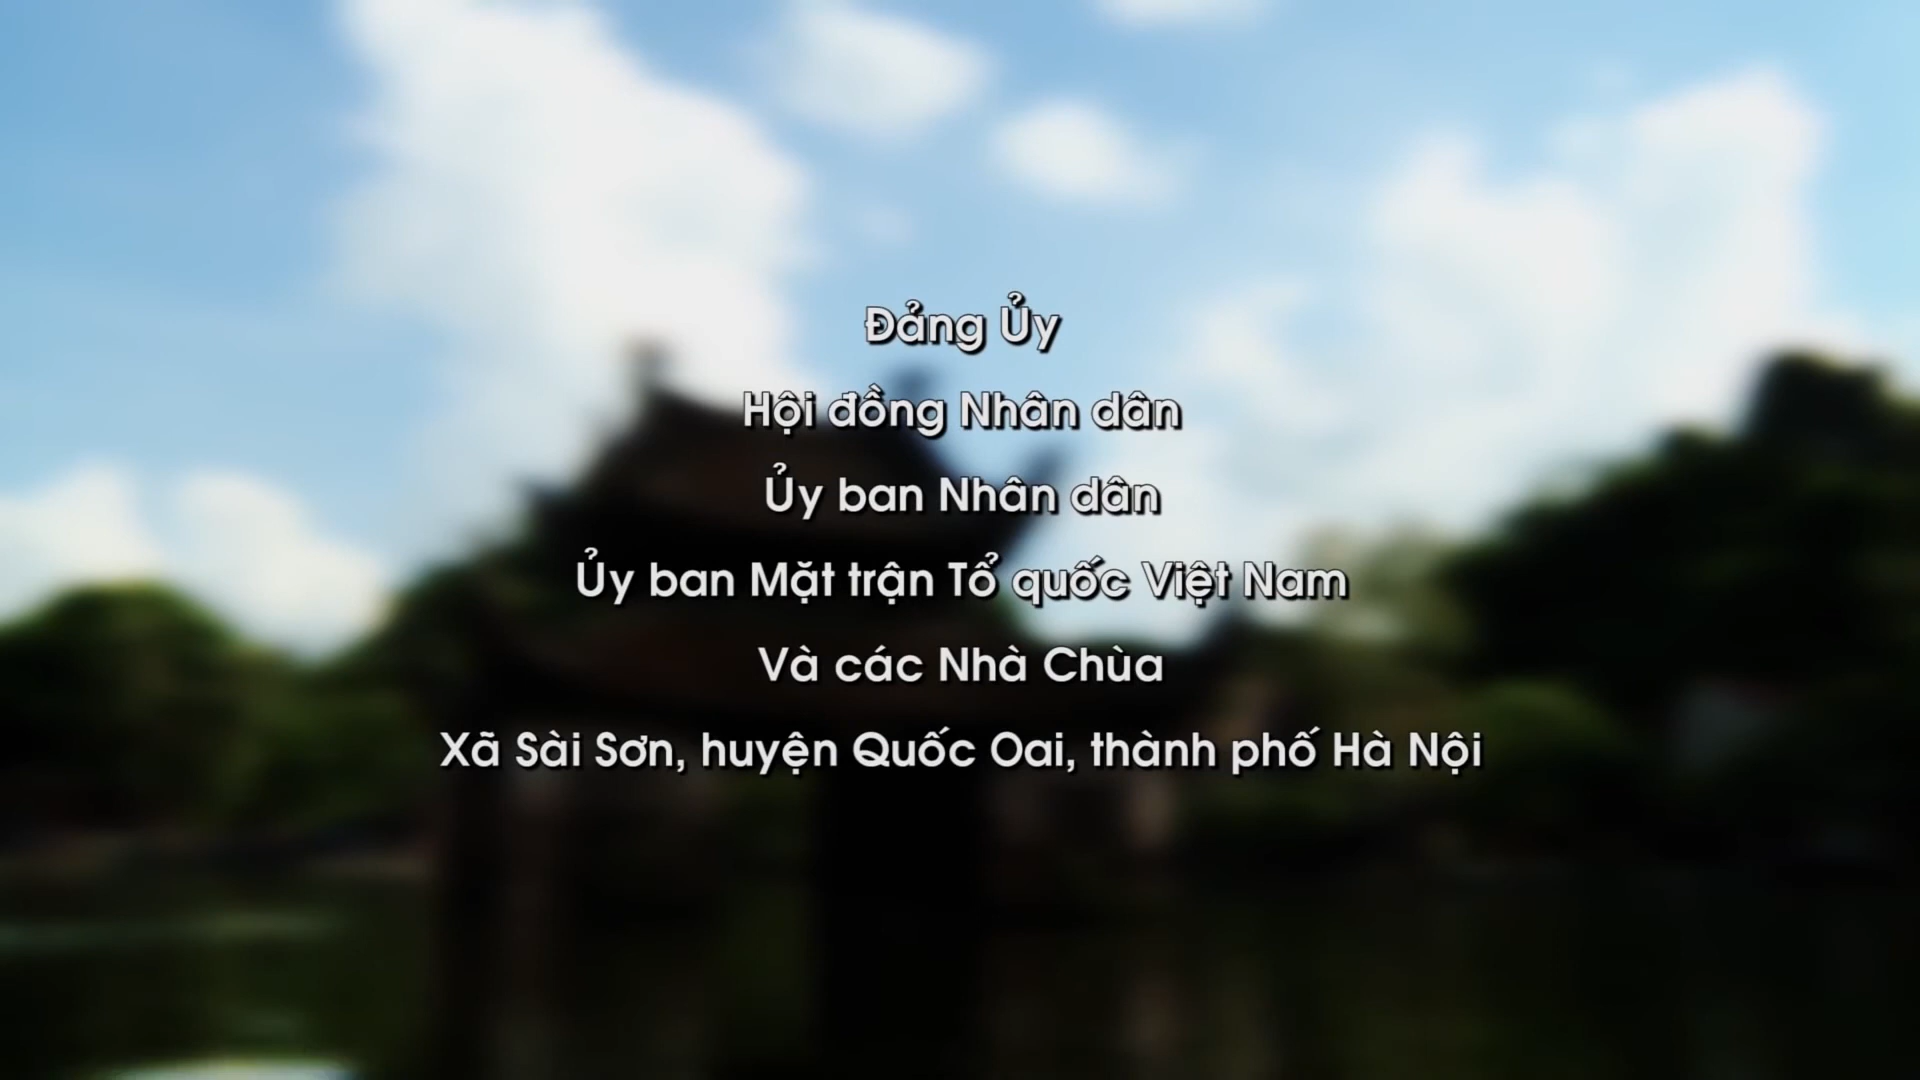 Đảng Ủy
Hội đồng Nhân dân
Ủy ban Nhân dân
Ủy ban Mặt trận Tổ quốc Việt Nam
Và các Nhà Chùa
Xã Sài Sơn, huyện Quốc Oai, thành phố Hà Nội